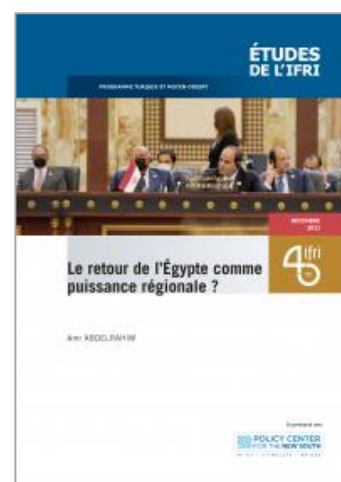 ÉTUDES
DE L'IFRI
PROGRAMME TURQUIE ET MOYEN-ORIENT
2022
ifri
Le retour de l'Égypte comme
puissance régionale ?
Amr ABDELRAHIM
POLICY CENTER
FOR THE NEW SOUTH